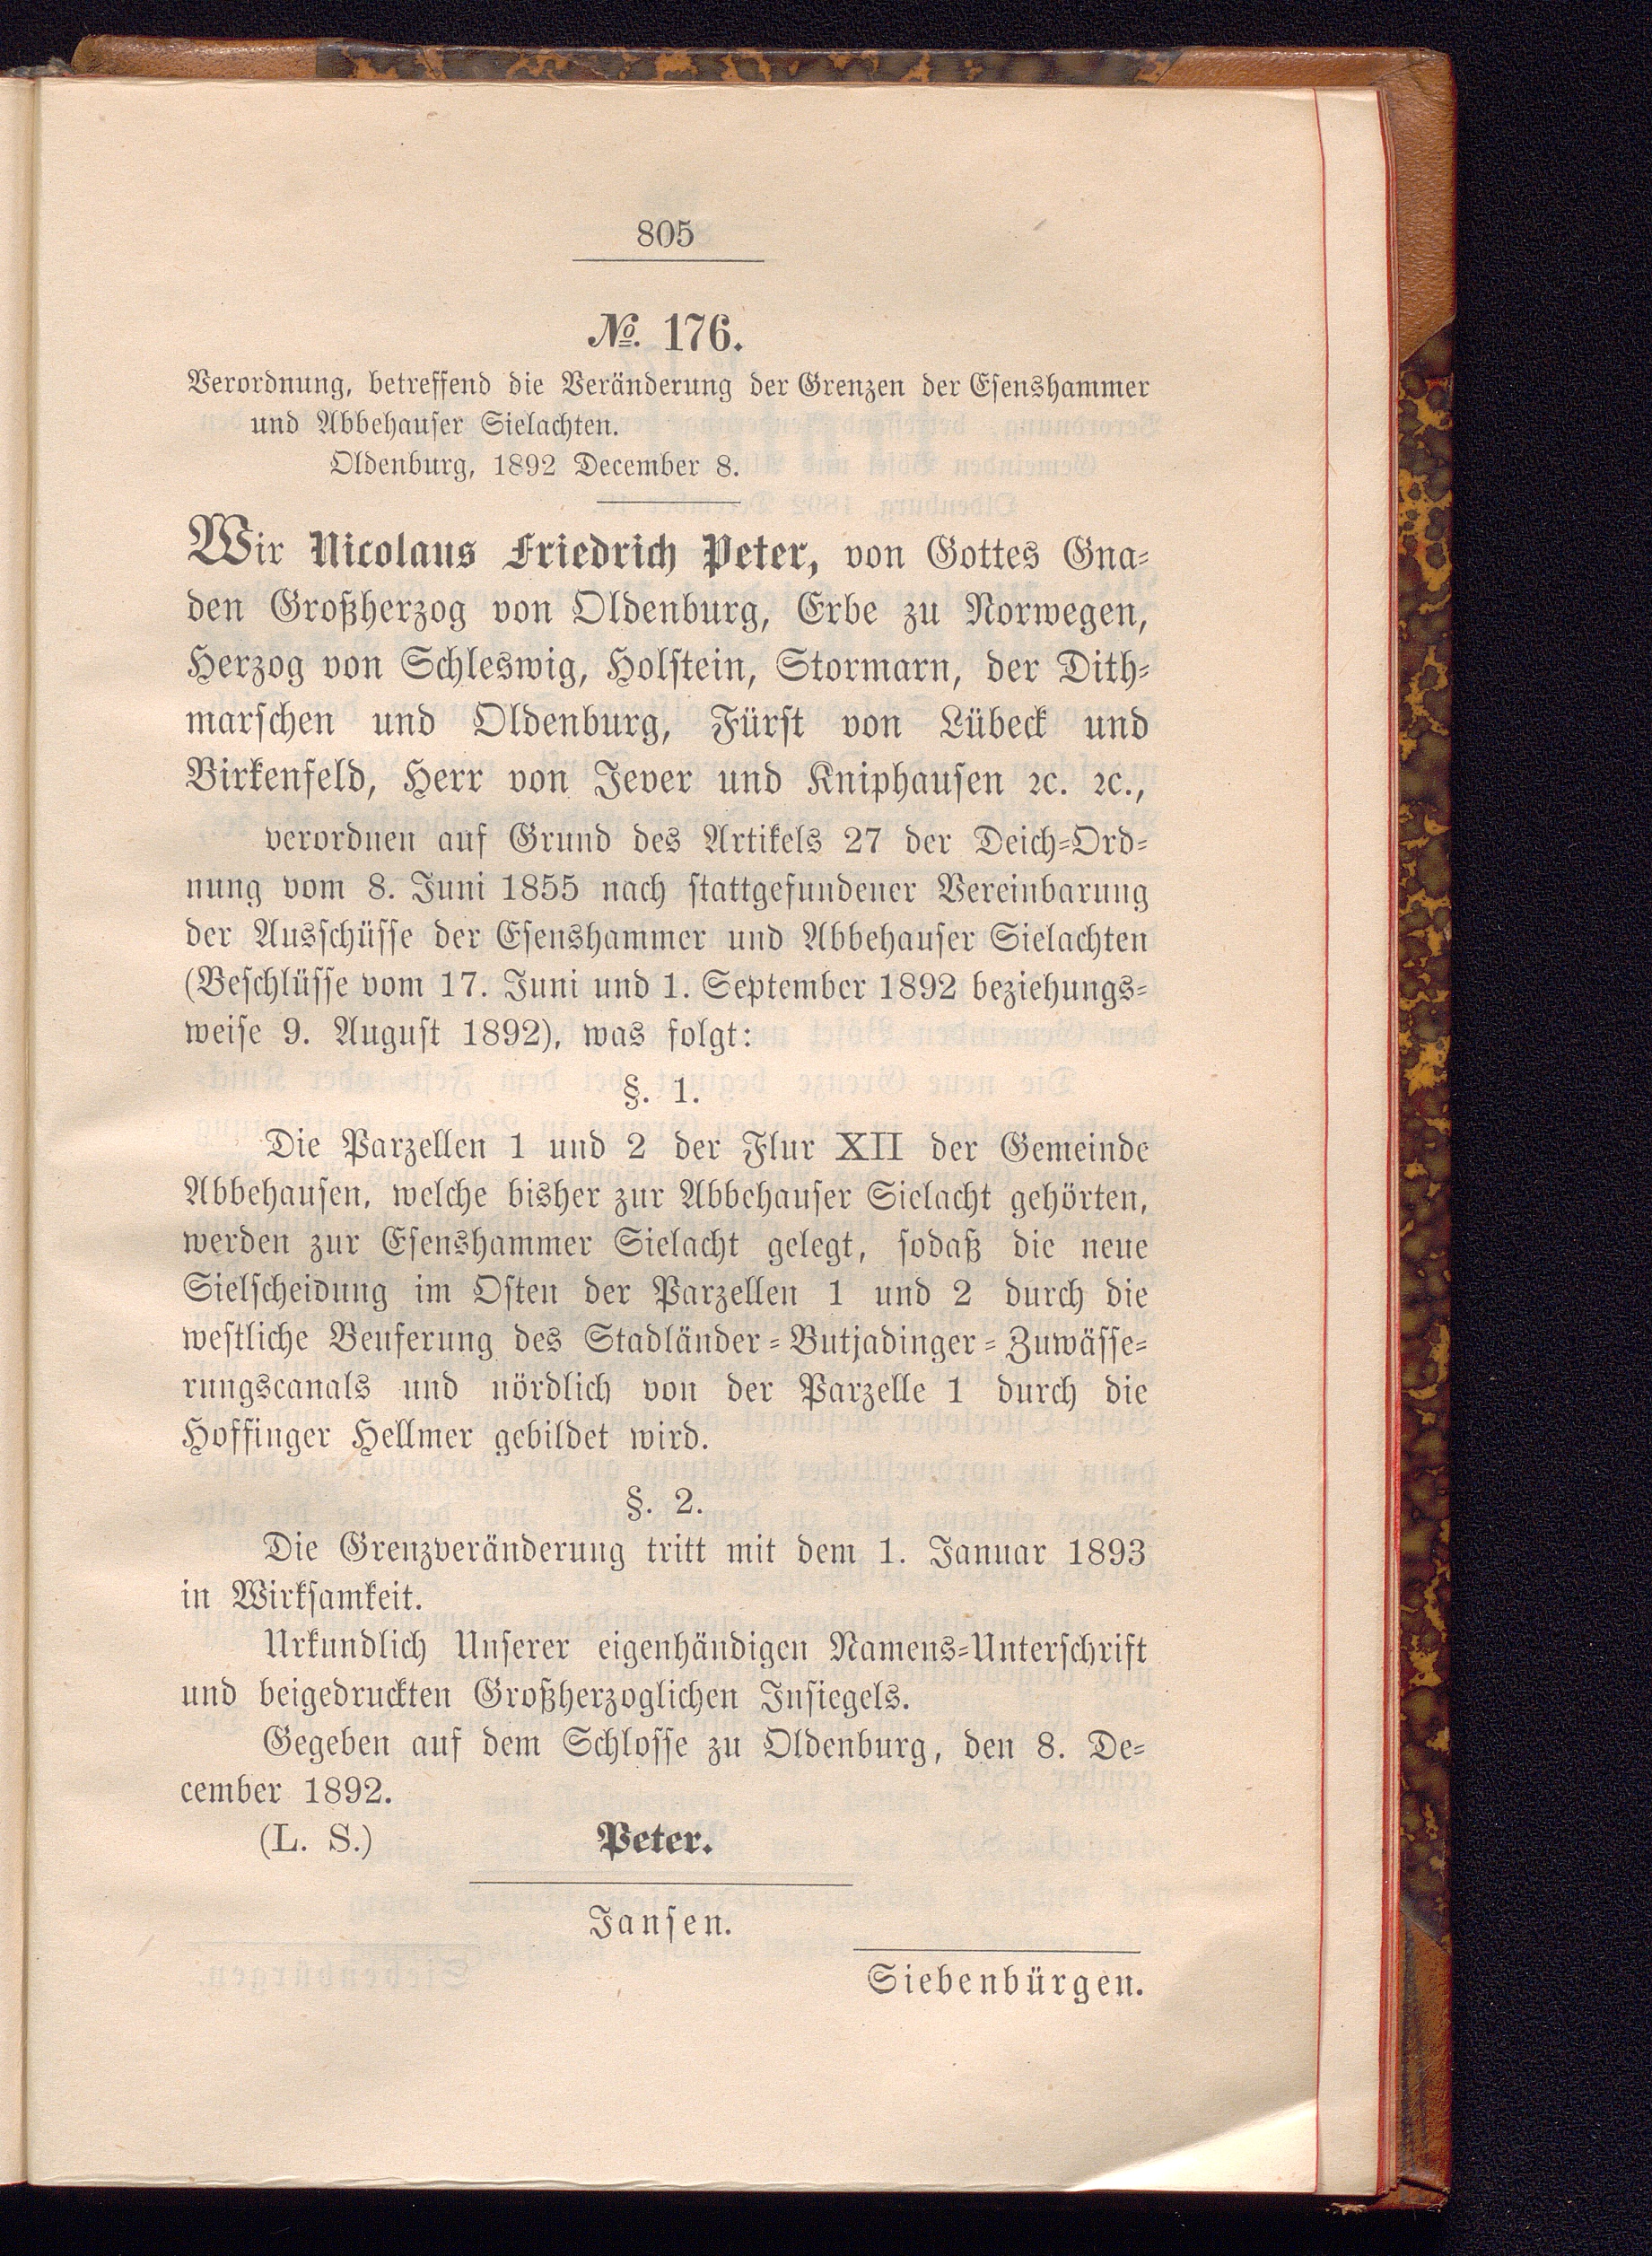 805
№. 176.
Verordnung, betreffend die Veränderung der Grenzen der Esenshammer
und Abbehauser Sielachten.
Oldenburg, 1892 December 8.
Wir Nicolaus Friedrich Peter, von Gottes Gna-
den Großherzog von Oldenburg, Erbe zu Norwegen,
Herzog von Schleswig, Holstein, Stormarn, der Dith-
marschen und Oldenburg, Fürst von Lübeck und
Birkenfeld, Herr von Jever und Kniphausen ꝛc. ꝛc.,
verordnen auf Grund des Artikels 27 der Deich-Ord-
nung vom 8. Juni 1855 nach stattgefundener Vereinbarung
der Ausschüsse der Esenshammer und Abbehauser Sielachten
(Beschlüsse vom 17. Juni und 1. September 1892 beziehungs-
weise 9. August 1892), was folgt:
§. 1.
Die Parzellen 1 und 2 der Flur XII der Gemeinde
Abbehausen, welche bisher zur Abbehauser Sielacht gehörten,
werden zur Esenshammer Sielacht gelegt, sodaß die neue
Sielscheidung im Osten der Parzellen 1 und 2 durch die
westliche Beuferung des Stadländer-Butjadinger-Zuwässe-
rungscanals und nördlich von der Parzelle 1 durch die
Hoffinger Hellmer gebildet wird.
§. 2.
Die Grenzveränderung tritt mit dem 1. Januar 1893
in Wirksamkeit.
Urkundlich Unserer eigenhändigen Namens-Unterschrift
und beigedruckten Großherzoglichen Insiegels.
Gegeben auf dem Schlosse zu Oldenburg, den 8. De-
cember 1892.
(L. S.) Peter.
Jansen.
Siebenbürgen.